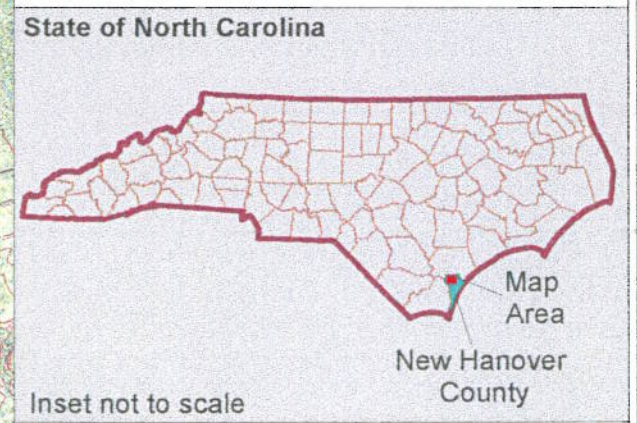 State of North Carolina
Map
Area
New Hanover
County
Inset not to scale